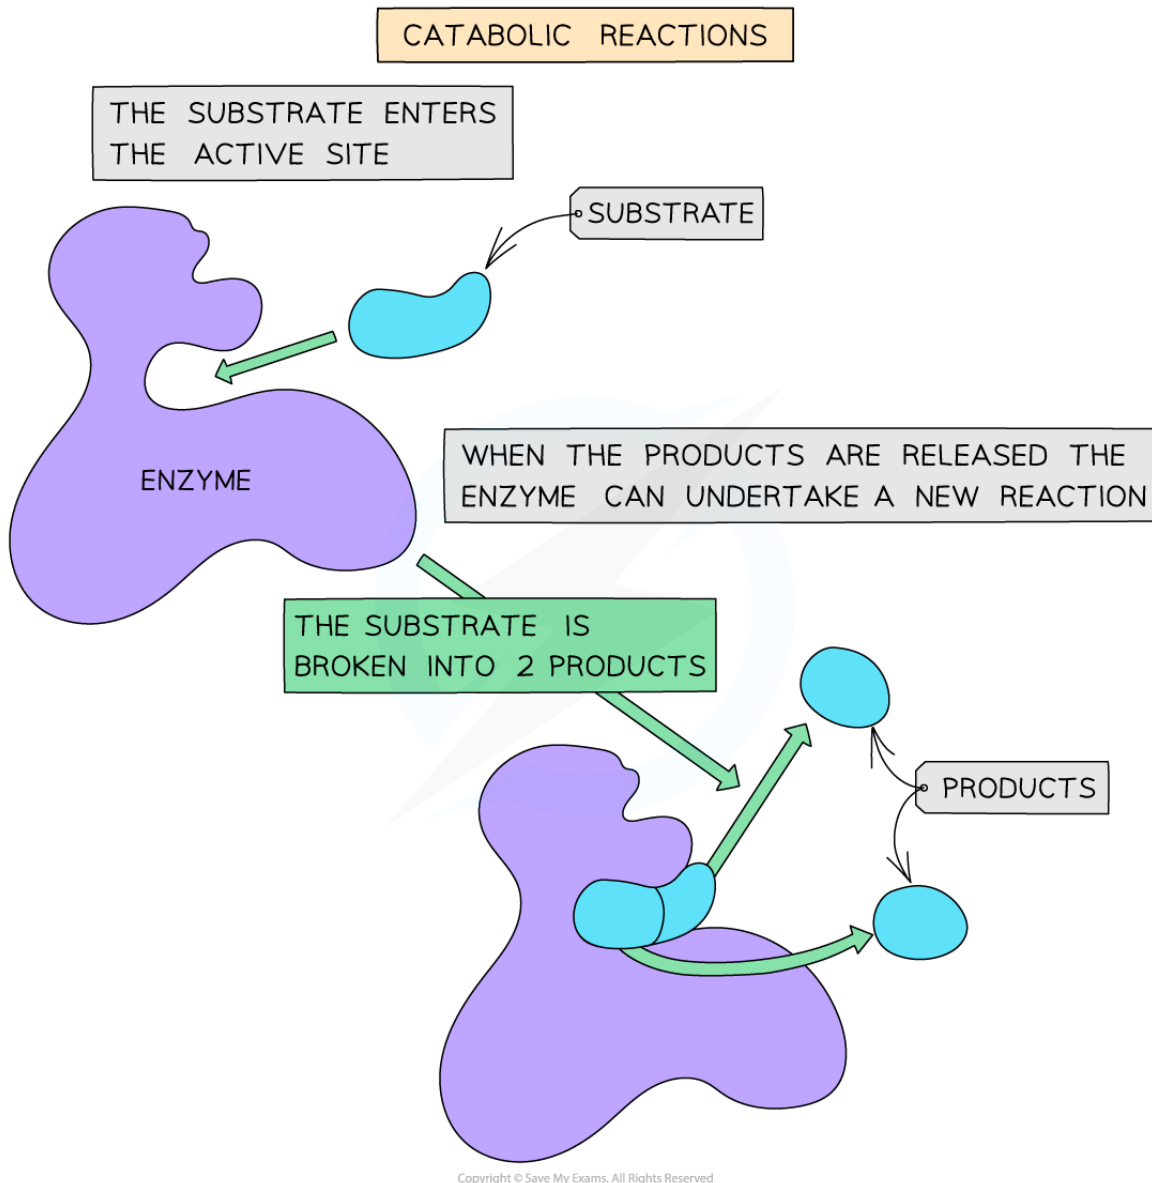 CATABOLIC REACTIONS
THE SUBSTRATE ENTERS
THE ACTIVE SITE
SUBSTRATE
ENZYME
WHEN THE PRODUCTS ARE RELEASED THE
ENZYME CAN UNDERTAKE A NEW REACTION
THE SUBSTRATE IS
BROKEN INTO 2 PRODUCTS
PRODUCTS
Copyright © Save My Exams. All Rights Reserved